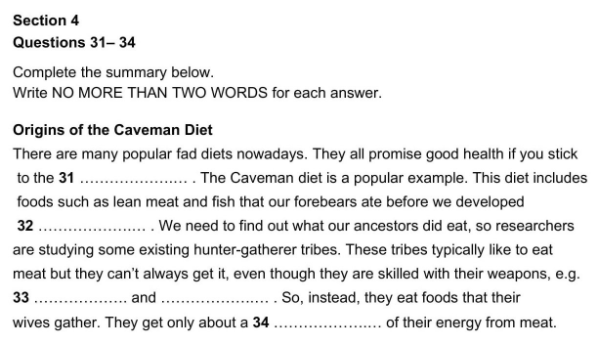 Section 4
Questions 31– 34
Complete the summary below.
Write NO MORE THAN TWO WORDS for each answer.
Origins of the Caveman Diet
There are many popular fad diets nowadays. They all promise good health if you stick
to the 31 ...................... . The Caveman diet is a popular example. This diet includes
foods such as lean meat and fish that our forebears ate before we developed
32 ...................... . We need to find out what our ancestors did eat, so researchers
are studying some existing hunter-gatherer tribes. These tribes typically like to eat
meat but they can’t always get it, even though they are skilled with their weapons, e.g.
33 ................... and ...................... . So, instead, they eat foods that their
wives gather. They get only about a 34 ...................... of their energy from meat.